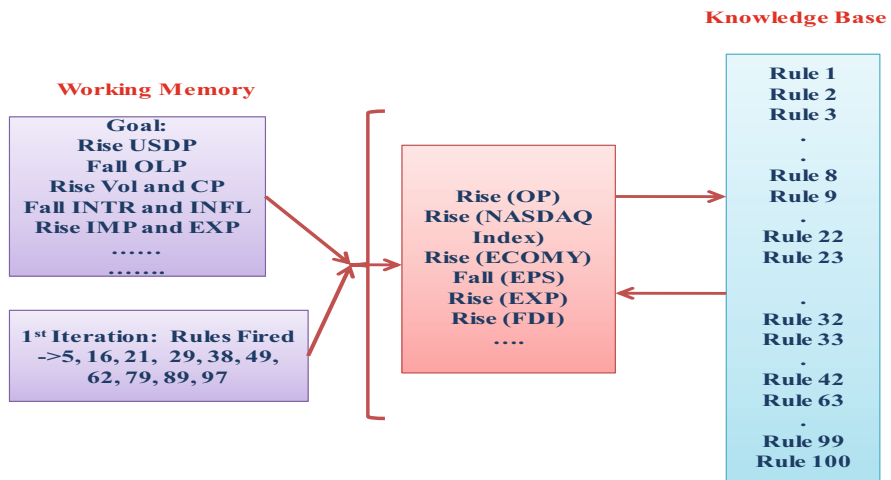 Knowledge Base
Working Memory
Goal:
Rise USDP
Fall OLP
Rise Vol and CP
Fall INTR and INFL
Rise IMP and EXP
......
.......
1st Iteration: Rules Fired
->5, 16, 21, 29, 38, 49,
62, 79, 89, 97
Rise (OP)
Rise (NASDAQ
Index)
Rise (ECOMY)
Fall (EPS)
Rise (EXP)
Rise (FDI)
....
Rule 1
Rule 2
Rule 3
.
.
Rule 8
Rule 9
.
Rule 22
Rule 23
.
Rule 32
Rule 33
.
Rule 42
Rule 63
.
Rule 99
Rule 100